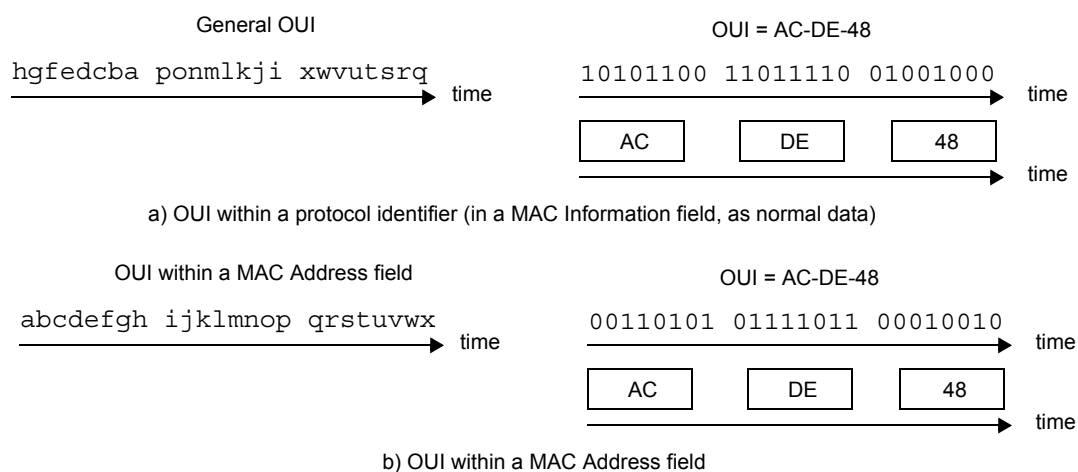 General OUI
OUI = AC-DE-48
hgfedcba ponmlkji xwvutsrq
time
10101100 11011110 01001000
time
AC
DE
48
time
a) OUI within a protocol identifier (in a MAC Information field, as normal data)
OUI within a MAC Address field
OUI = AC-DE-48
abcdefgh ijklmnop qrstuvwx
time
00110101 01111011 00010010
time
AC
DE
48
time
b) OUI within a MAC Address field